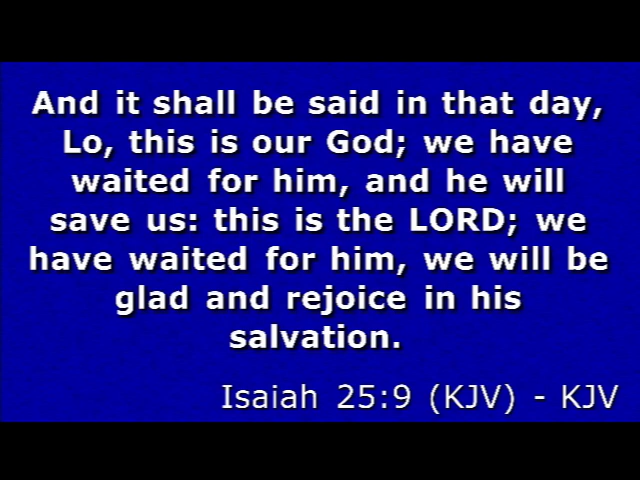 And it shall be said in that day,
Lo, this is our God; we have
waited for him, and he will
save us: this is the LORD; we
have waited for him, we will be
glad and rejoice in his
salvation.
Isaiah 25:9 (KJV) - KJV